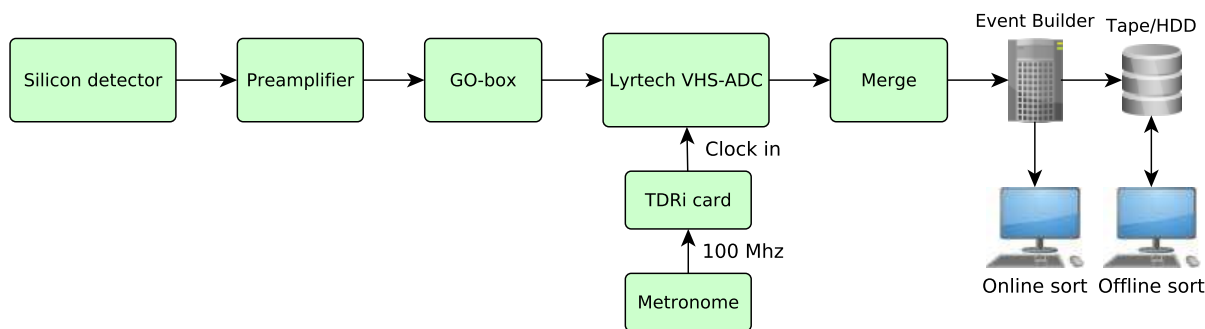 Silicon detector
Preamplifier
GO-box
Lyrtech VHS-ADC
Merge
Event Builder
Tape/HDD
Clock in
TDRi card
100 Mhz
Metronome
Online sort
Offline sort